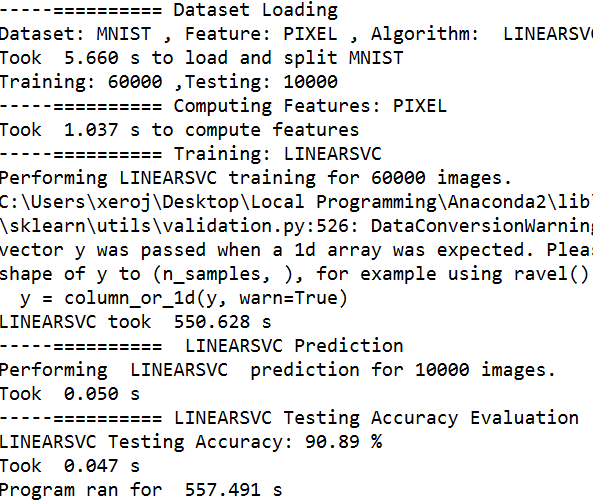 -----========== Dataset Loading
Dataset: MNIST , Feature: PIXEL , Algorithm:  LINEARSVC
Took  5.660 s to load and split MNIST
Training: 60000 ,Testing: 10000
-----========== Computing Features: PIXEL
Took  1.037 s to compute features
-----========== Training: LINEARSVC
Performing LINEARSVC training for 60000 images.
C:\Users\xeroj\Desktop\Local Programming\Anaconda2\lib\
\sklearn\utils\validation.py:526: DataConversionWarning
vector y was passed when a 1d array was expected. Pleas
shape of y to (n_samples, ), for example using ravel()
  y = column_or_1d(y, warn=True)
LINEARSVC took  550.628 s
-----==========  LINEARSVC Prediction
Performing  LINEARSVC  prediction for 10000 images.
Took  0.050 s
-----========== LINEARSVC Testing Accuracy Evaluation
LINEARSVC Testing Accuracy: 90.89 %
Took  0.047 s
Program ran for  557.491 s